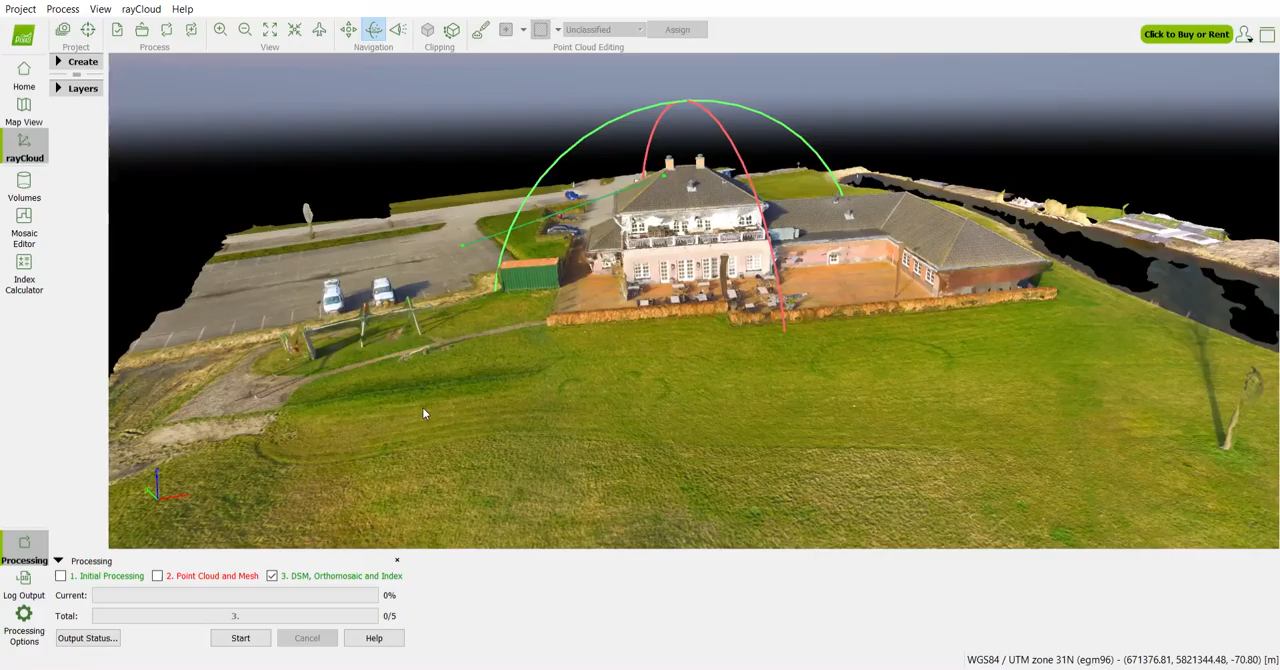 Project Process View rayCloud Help
Click to Buy or Rent
Unclassified
Assign
Project Process View Navigation Clipping Point Cloud Editing
Create
Layers
Home
Map View
rayCloud
Volumes
Mosaic
Editor
Index
Calculator
Processing
Log Output
Processing
Options
Processing
1. Initial Processing 2. Point Cloud and Mesh 3. DSM, Orthomosaic and Index
Current: 0%
Total: 3. 0/5
Output Status... Start Cancel Help
WGS84 / UTM zone 31N (egm96) - (671376.81, 5821344.48, -70.80) [m]